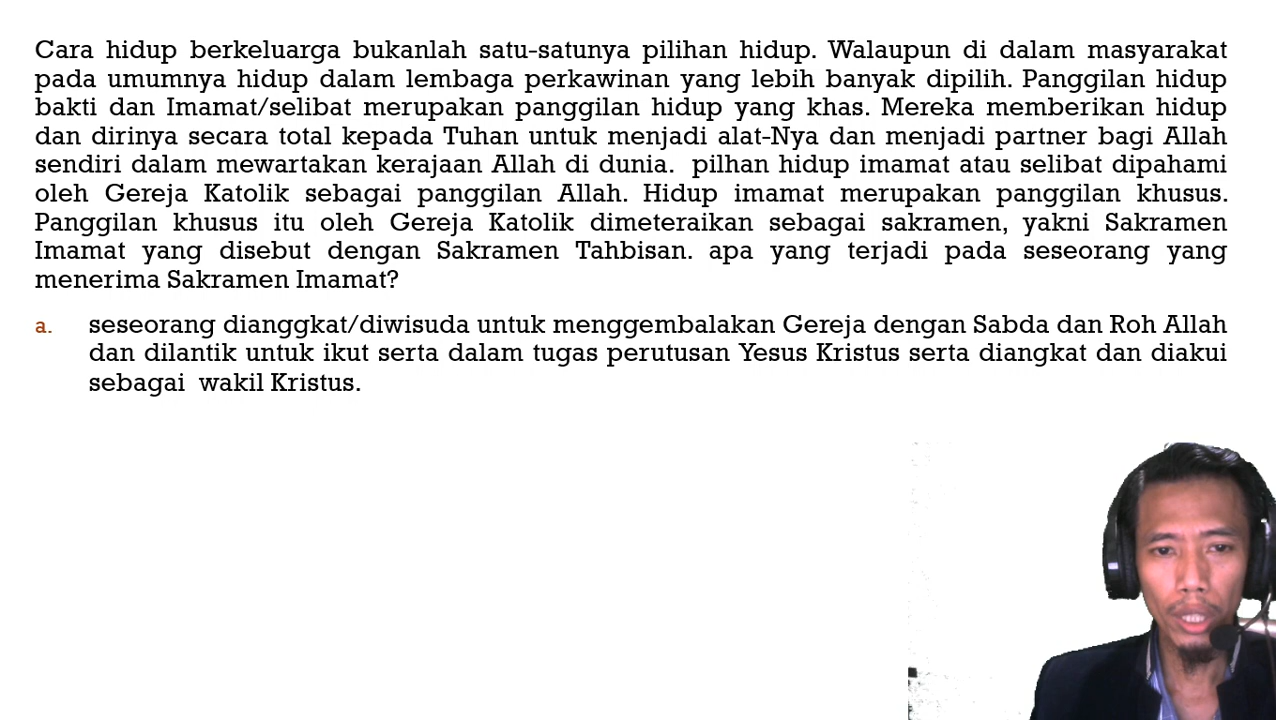 Cara hidup berkeluarga bukanlah satu-satunya pilihan hidup. Walaupun di dalam masyarakat
pada umumnya hidup dalam lembaga perkawinan yang lebih banyak dipilih. Panggilan hidup
bakti dan Imamat/selibat merupakan panggilan hidup yang khas. Mereka memberikan hidup
dan dirinya secara total kepada Tuhan untuk menjadi alat-Nya dan menjadi partner bagi Allah
sendiri dalam mewartakan kerajaan Allah di dunia. pilhan hidup imamat atau selibat dipahami
oleh Gereja Katolik sebagai panggilan Allah. Hidup imamat merupakan panggilan khusus.
Panggilan khusus itu oleh Gereja Katolik dimeteraikan sebagai sakramen, yakni Sakramen
Imamat yang disebut dengan Sakramen Tahbisan. apa yang terjadi pada seseorang yang
menerima Sakramen Imamat?
a. seseorang dianggkat/diwisuda untuk menggembalakan Gereja dengan Sabda dan Roh Allah
dan dilantik untuk ikut serta dalam tugas perutusan Yesus Kristus serta diangkat dan diakui
sebagai wakil Kristus.